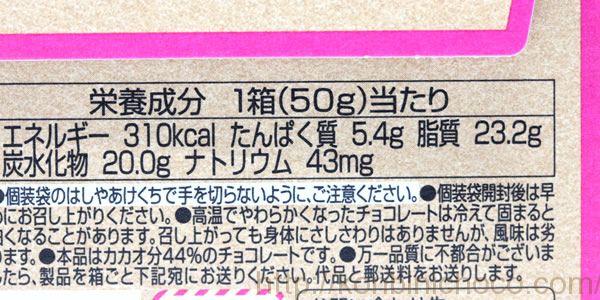 栄養成分 1箱(50g)当たり
エネルギー 310kcal たんぱく質 5.4g 脂質 23.2g
炭水化物 20.0g ナトリウム 43mg
●個装袋のはしやあけくちで手を切らないように、ご注意ください。●個装袋開封後は早
めにお召し上がりください。●高温でやわらかくなったチョコレートは冷えて固まると
白くなることがあります。召し上がっても身体にさしさわりはありませんが、風味は劣
ります。●本品はカカオ分44%のチョコレートです。●万一品質に不都合がございま
したら、製品を箱ごと下記宛にお送りください。代品と郵送料をお送りし
http://konbinichoco.com/